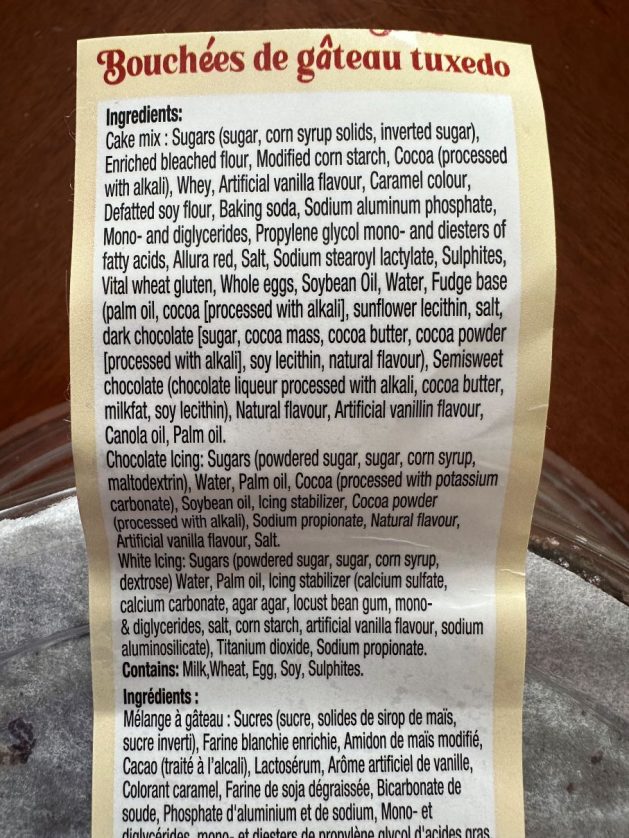 Bouchées de gâteau tuxedo
Ingredients:
Cake mix : Sugars (sugar, corn syrup solids, inverted sugar),
Enriched bleached flour, Modified corn starch, Cocoa (processed
with alkali), Whey, Artificial vanilla flavour, Caramel colour,
Defatted soy flour, Baking soda, Sodium aluminum phosphate,
Mono- and diglycerides, Propylene glycol mono- and diesters of
fatty acids, Allura red, Salt, Sodium stearoyl lactylate, Sulphites,
Vital wheat gluten, Whole eggs, Soybean Oil, Water, Fudge base
(palm oil, cocoa [processed with alkali], sunflower lecithin, salt,
dark chocolate [sugar, cocoa mass, cocoa butter, cocoa powder
[processed with alkali], soy lecithin, natural flavour), Semisweet
chocolate (chocolate liqueur processed with alkali, cocoa butter,
milkfat, soy lecithin), Natural flavour, Artificial vanillin flavour,
Canola oil, Palm oil.
Chocolate Icing: Sugars (powdered sugar, sugar, corn syrup,
maltodextrin), Water, Palm oil, Cocoa (processed with potassium
carbonate), Soybean oil, Icing stabilizer, Cocoa powder
(processed with alkali), Sodium propionate, Natural flavour,
Artificial vanilla flavour, Salt.
White Icing: Sugars (powdered sugar, sugar, corn syrup,
dextrose) Water, Palm oil, Icing stabilizer (calcium sulfate,
calcium carbonate, agar agar, locust bean gum, mono-
& diglycerides, salt, corn starch, artificial vanilla flavour, sodium
aluminosilicate), Titanium dioxide, Sodium propionate.
Contains: Milk,Wheat, Egg, Soy, Sulphites.
Ingrédients :
Mélange à gâteau : Sucres (sucre, solides de sirop de maïs,
sucre inverti), Farine blanchie enrichie, Amidon de maïs modifié,
Cacao (traité à l'alcali), Lactosérum, Arôme artificiel de vanille,
Colorant caramel, Farine de soja dégraissée, Bicarbonate de
soude, Phosphate d'aluminium et de sodium, Mono- et
diglycérides, mono- et diesters de propylène glycol d'acides gras